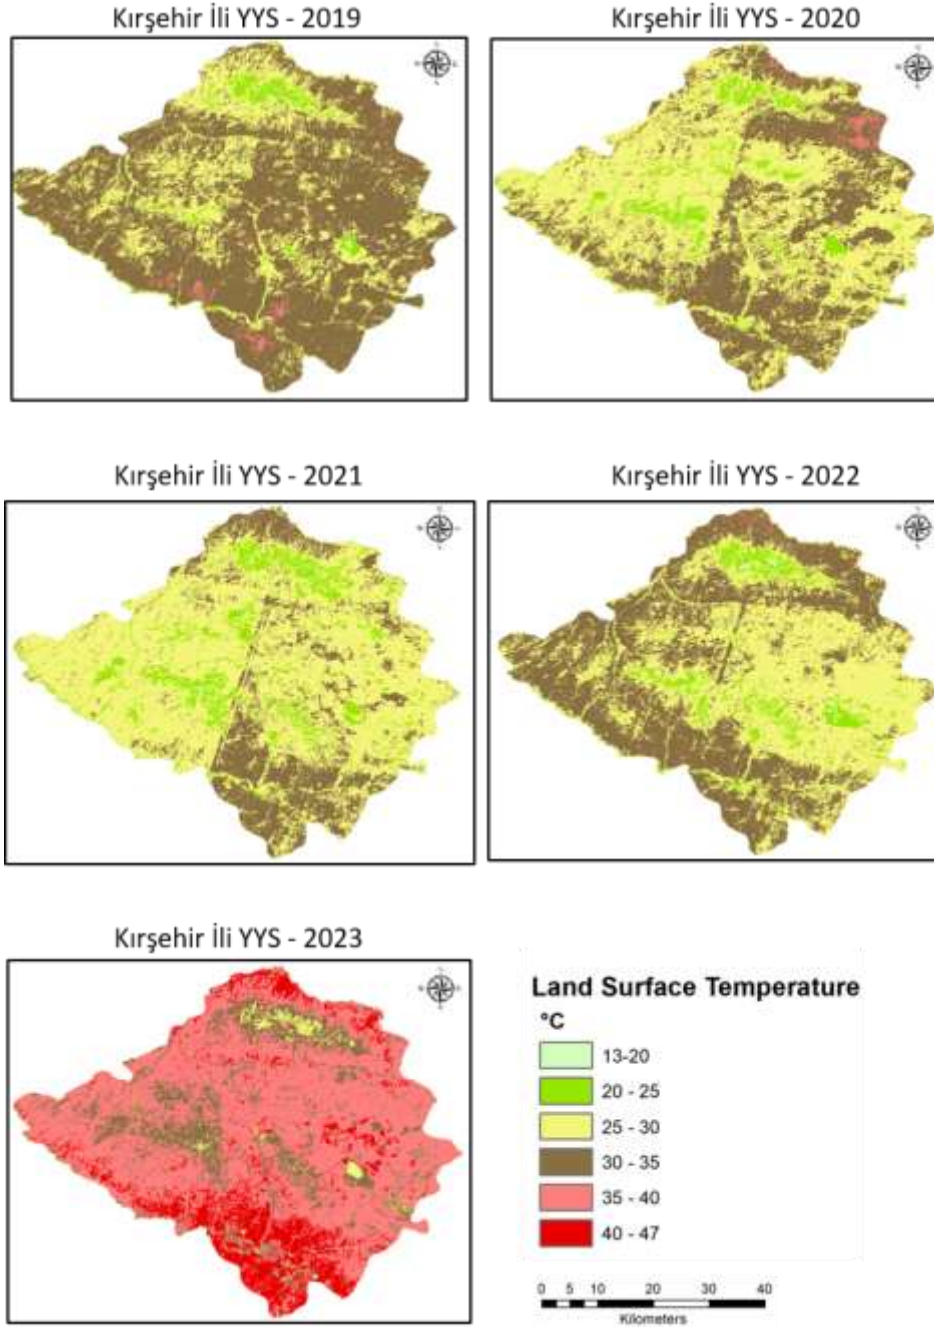 Kırşehir İli YYS - 2019
Kırşehir İli YYS - 2020
Kırşehir İli YYS - 2021
Kırşehir İli YYS - 2022
Kırşehir İli YYS - 2023
Land Surface Temperature
°C
13-20
20 - 25
25 - 30
30 - 35
35 - 40
40 - 47
0 5 10 20 30 40
Kilometers